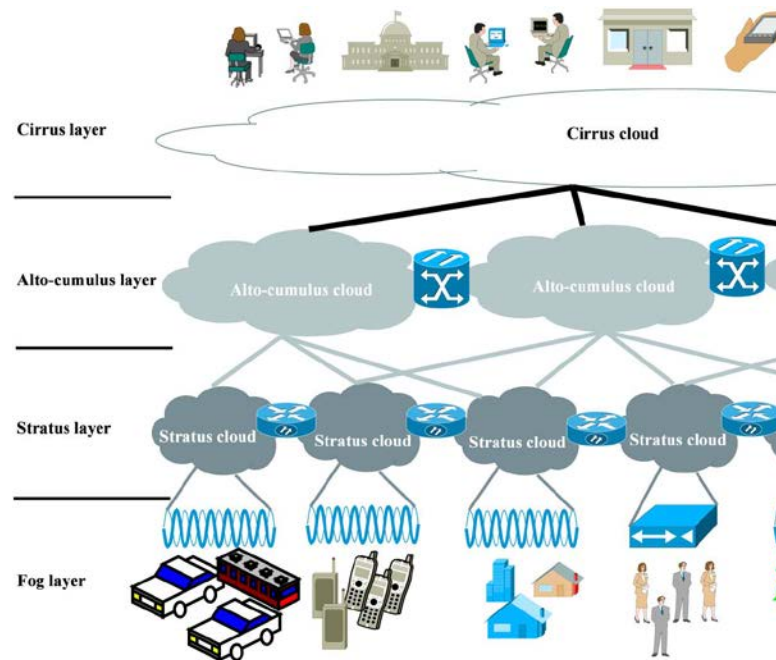 Cirrus layer
Cirrus cloud
Alto-cumulus layer
Alto-cumulus cloud
Alto-cumulus cloud
Stratus layer
Stratus cloud
Stratus cloud
Stratus cloud
Stratus cloud
Fog layer